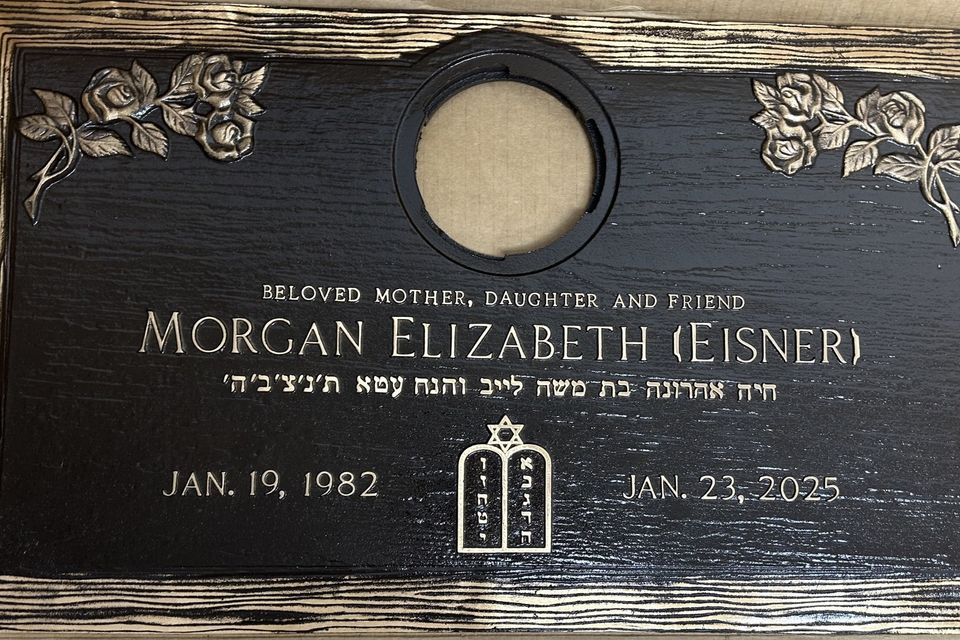 BELOVED MOTHER, DAUGHTER AND FRIEND
MORGAN ELIZABETH (EISNER)
חיה אהרונה בת משה לייב והנח עטא ת'נ'צ'ב'ה'
JAN. 19, 1982
א ו
ב ז
ג ח
ד ט
ה י
JAN. 23, 2025